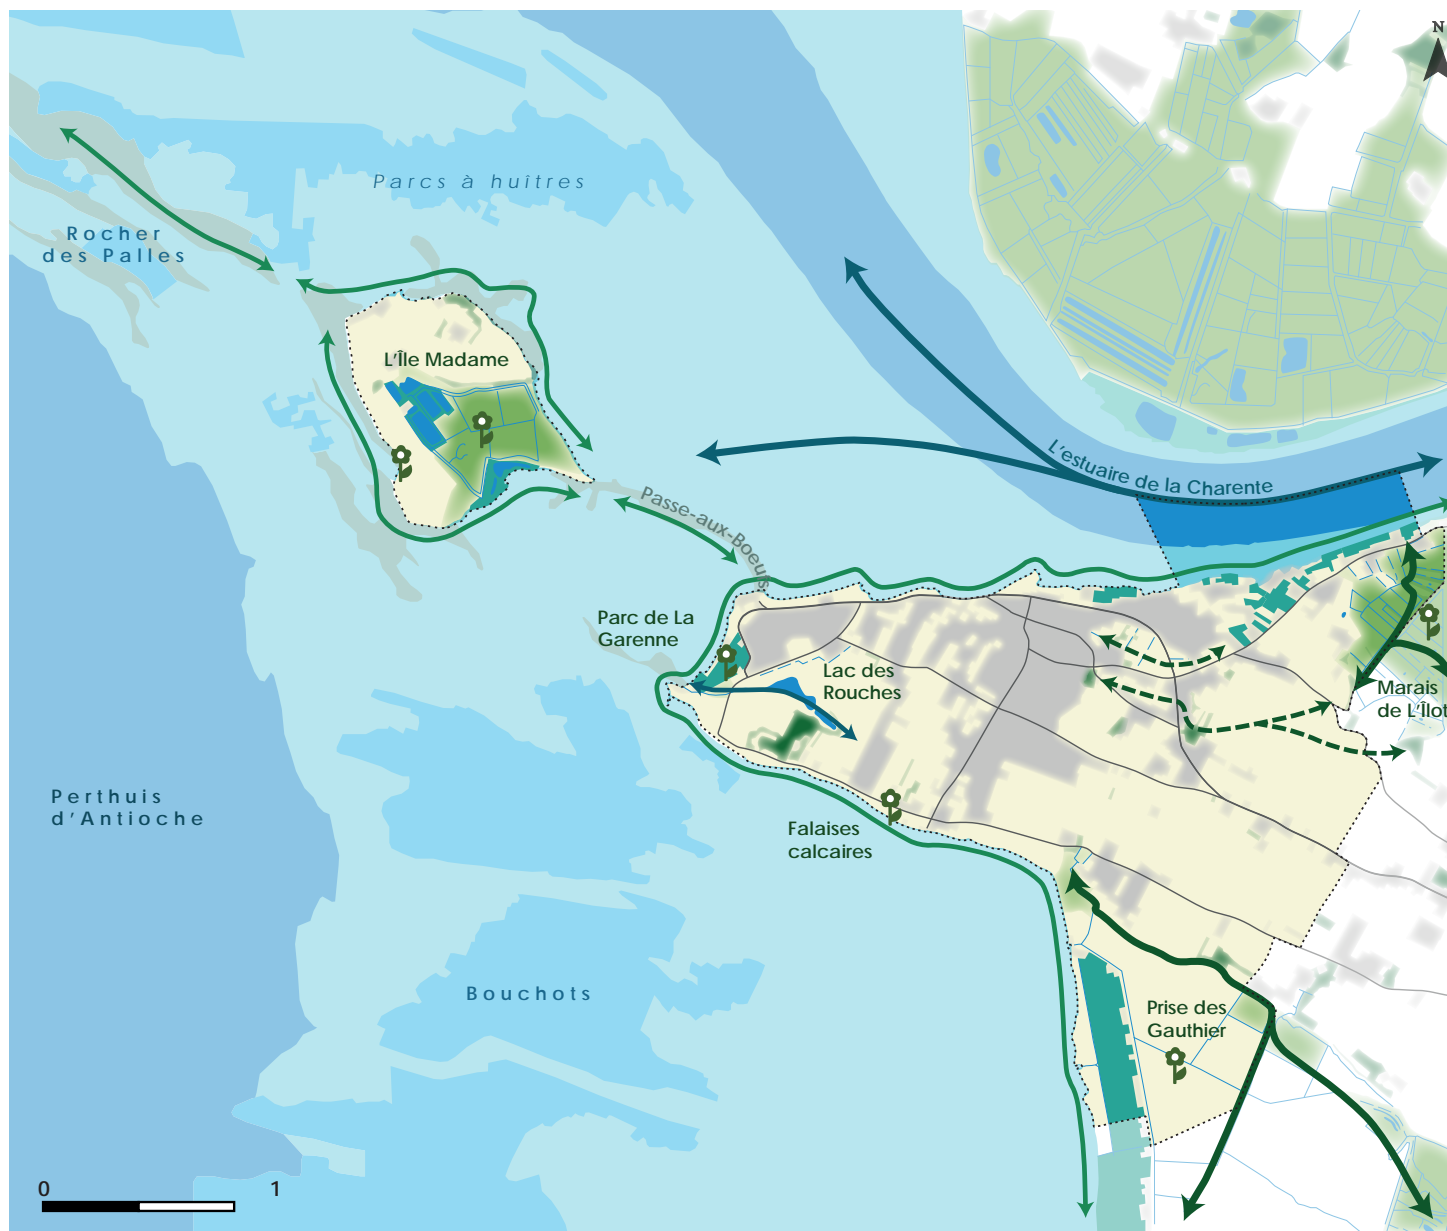 N
Parcs à huîtres
Rocher
des Palles
L'Île Madame
L'estuaire de la Charente
Passe-aux-Boeufs
Parc de La
Garenne
Lac des
Rouches
Marais
de L'Îlot
Perthuis
d'Antioche
Falaises
calcaires
Bouchots
Prise des
Gauthier
0 1